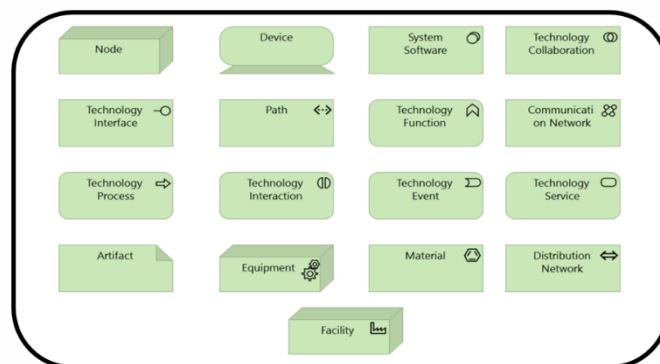 Node
Device
System
Software
Technology
Collaboration
Technology
Interface
Path
Technology
Function
Communicati
on Network
Technology
Process
Technology
Interaction
Technology
Event
Technology
Service
Artifact
Equipment
Material
Distribution
Network
Facility